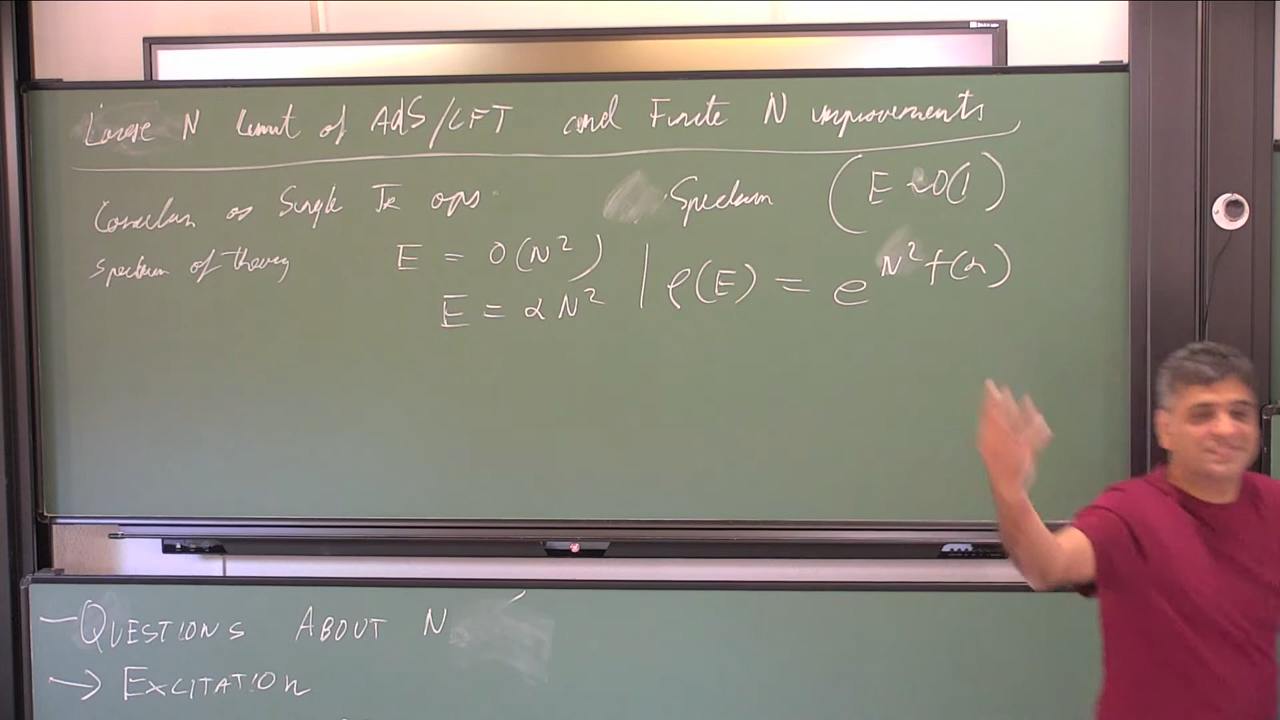 Large N limit of AdS/CFT and Finite N improvements
Correlators of Single Tr ops.
Spectrum (E ~ O(1))
spectrum of theory
E = O(N²)
E = αN² | ρ(E) = e^{N² f(α)}
- QUESTIONS ABOUT N
→ EXCITATION